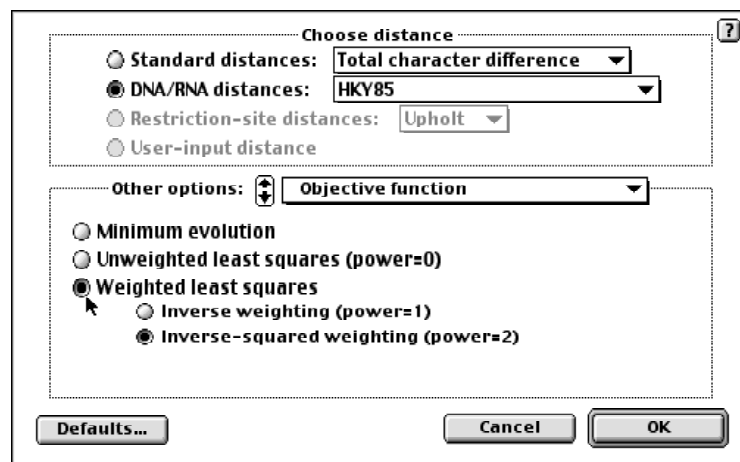 Choose distance
?
Standard distances: Total character difference
DNA/RNA distances: HKY85
Restriction-site distances: Upholt
User-input distance
Other options: Objective function
Minimum evolution
Unweighted least squares (power=0)
Weighted least squares
Inverse weighting (power=1)
Inverse-squared weighting (power=2)
Defaults... Cancel OK